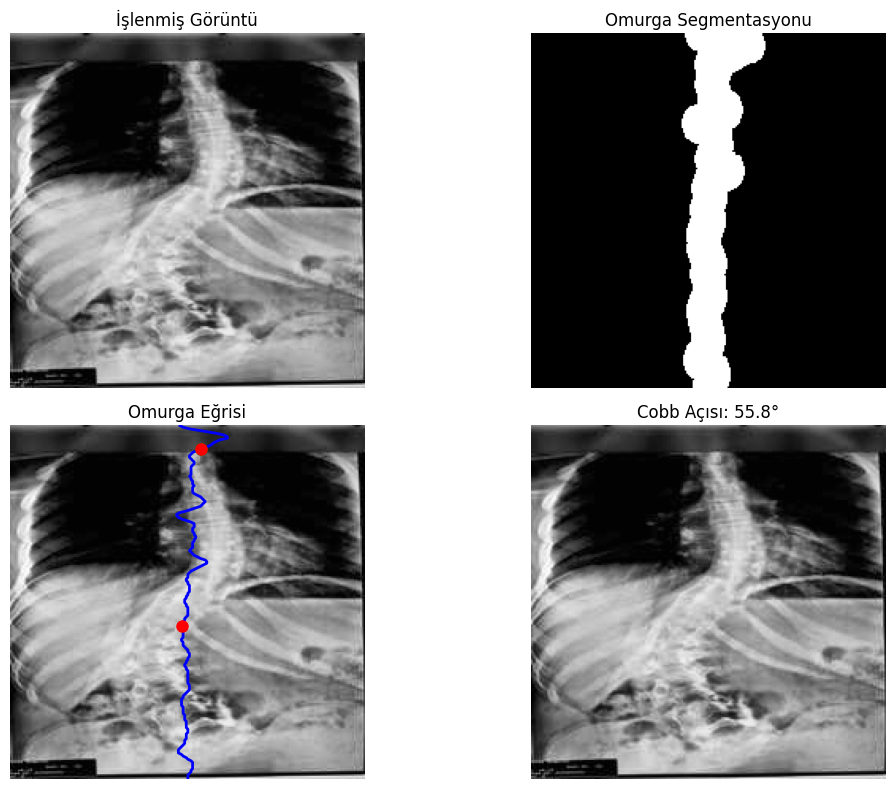 İşlenmiş Görüntü
Omurga Segmentasyonu
Omurga Eğrisi
Cobb Açısı: 55.8°